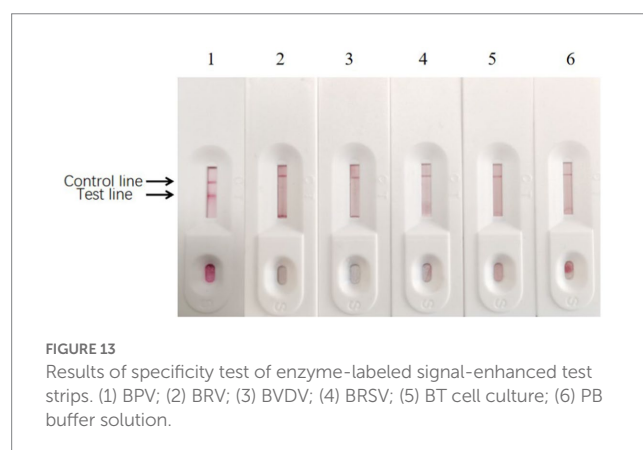 1 2 3 4 5 6
Control line
Test line
S S S S S
FIGURE 13
Results of specificity test of enzyme-labeled signal-enhanced test
strips. (1) BPV; (2) BRV; (3) BVDV; (4) BRSV; (5) BT cell culture; (6) PB
buffer solution.